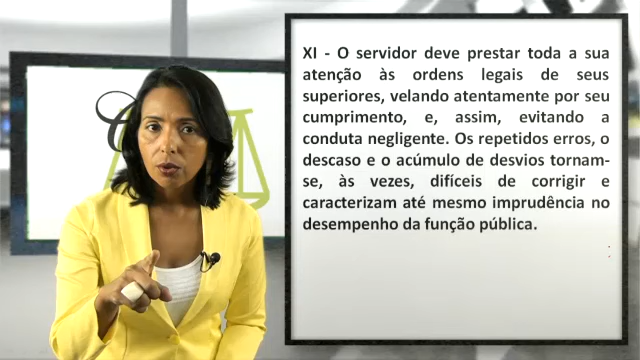 XI - O servidor deve prestar toda a sua
atenção às ordens legais de seus
superiores, velando atentamente por seu
cumprimento, e, assim, evitando a
conduta negligente. Os repetidos erros, o
descaso e o acúmulo de desvios tornam-
se, às vezes, difíceis de corrigir e
caracterizam até mesmo imprudência no
desempenho da função pública.